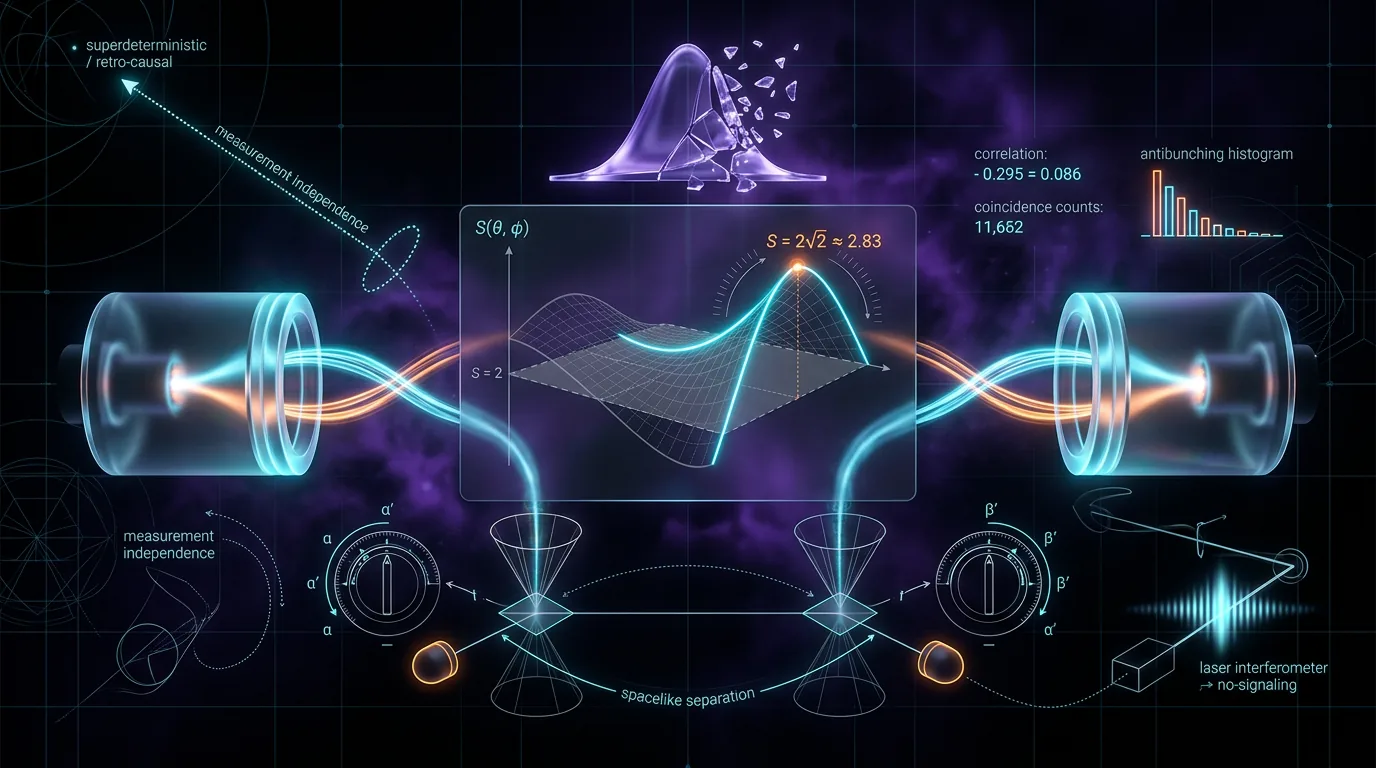 superdeterministic
/ retro-causal
measurement independence
correlation:
- 0.295 = 0.086
coincidence counts:
11,652
antibunching histogram
S(θ, ϕ)
S = 2√2 ≈ 2.83
S = 2
measurement
independence
α'
α
α'
α
t
spacelike separation
t
β'
β'
β'
α'
laser interferometer
→ no-signaling